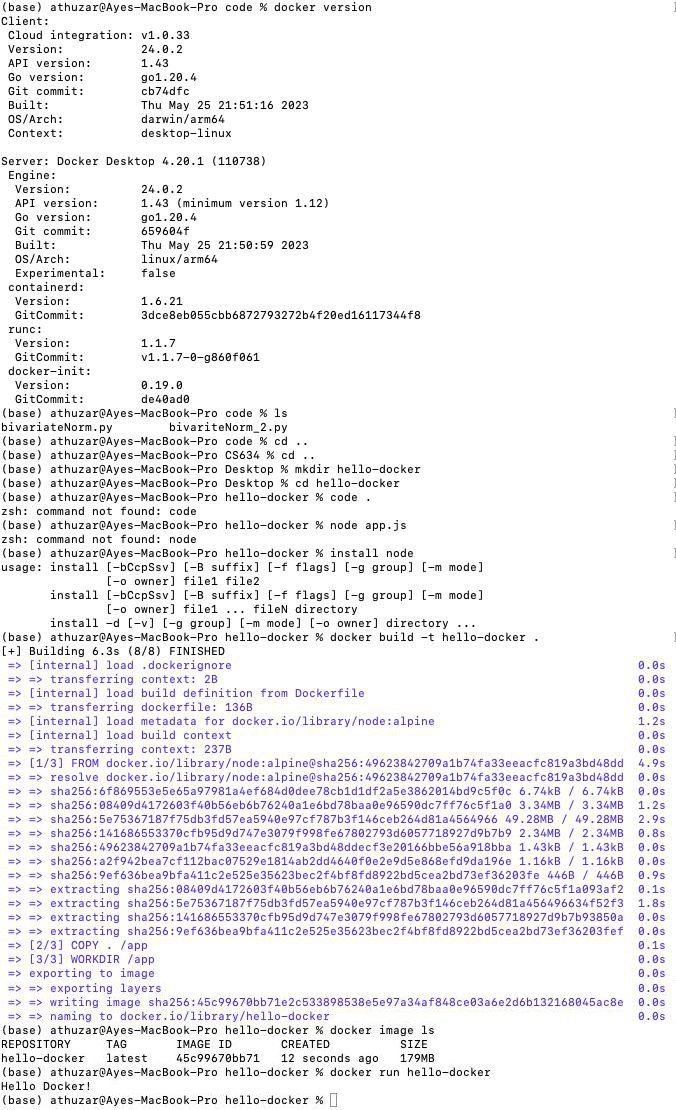 (base) athuzar@Ayes-MacBook-Pro code % docker version
Client:
 Cloud integration: v1.0.33
 Version:           24.0.2
 API version:       1.43
 Go version:        go1.20.4
 Git commit:        cb74dfc
 Built:             Thu May 25 21:51:16 2023
 OS/Arch:           darwin/arm64
 Context:           desktop-linux

Server: Docker Desktop 4.20.1 (110738)
 Engine:
  Version:          24.0.2
  API version:      1.43 (minimum version 1.12)
  Go version:       go1.20.4
  Git commit:       659604f
  Built:            Thu May 25 21:50:59 2023
  OS/Arch:          linux/arm64
  Experimental:     false
 containerd:
  Version:          1.6.21
  GitCommit:        3dce8eb055cbb6872793272b4f20ed16117344f8
 runc:
  Version:          1.1.7
  GitCommit:        v1.1.7-0-g860f061
 docker-init:
  Version:          0.19.0
  GitCommit:        de40ad0
(base) athuzar@Ayes-MacBook-Pro code % ls
bivariateNorm.py        bivariteNorm_2.py
(base) athuzar@Ayes-MacBook-Pro code % cd ..
(base) athuzar@Ayes-MacBook-Pro CS634 % cd ..
(base) athuzar@Ayes-MacBook-Pro Desktop % mkdir hello-docker
(base) athuzar@Ayes-MacBook-Pro Desktop % cd hello-docker
(base) athuzar@Ayes-MacBook-Pro hello-docker % code .
zsh: command not found: code
(base) athuzar@Ayes-MacBook-Pro hello-docker % node app.js
zsh: command not found: node
(base) athuzar@Ayes-MacBook-Pro hello-docker % install node
usage: install [-bCcpSsv] [-B suffix] [-f flags] [-g group] [-m mode]
               [-o owner] file1 file2
       install [-bCcpSsv] [-B suffix] [-f flags] [-g group] [-m mode]
               [-o owner] file1 ... fileN directory
       install -d [-v] [-g group] [-m mode] [-o owner] directory ...
(base) athuzar@Ayes-MacBook-Pro hello-docker % docker build -t hello-docker .
[+] Building 6.3s (8/8) FINISHED
 => [internal] load .dockerignore 0.0s
 => => transferring context: 2B 0.0s
 => [internal] load build definition from Dockerfile 0.0s
 => => transferring dockerfile: 136B 0.0s
 => [internal] load metadata for docker.io/library/node:alpine 1.2s
 => [internal] load build context 0.0s
 => => transferring context: 237B 0.0s
 => [1/3] FROM docker.io/library/node:alpine@sha256:49623842709a1b74fa33eeacfc819a3bd48dd 4.9s
 => => resolve docker.io/library/node:alpine@sha256:49623842709a1b74fa33eeacfc819a3bd48dd 0.0s
 => => sha256:6f869553e5e65a97981a4ef684d0dee78cb1d1df2a5e3862014bd9c5f0c 6.74kB / 6.74kB 0.0s
 => => sha256:08409d4172603f40b56eb6b76240a1e6bd78baa0e96590dc7ff76c5f1a0 3.34MB / 3.34MB 1.2s
 => => sha256:5e75367187f75db3fd57ea5940e97cf787b3f146ceb264d81a4564966 49.28MB / 49.28MB 2.9s
 => => sha256:141686553370cfb95d9d747e3079f998fe67802793d6057718927d9b7b9 2.34MB / 2.34MB 0.8s
 => => sha256:49623842709a1b74fa33eeacfc819a3bd48ddecf3e20166bbe56a918bba 1.43kB / 1.43kB 0.0s
 => => sha256:a2f942bea7cf112bac07529e1814ab2dd4640f0e2e9d5e868efd9da196e 1.16kB / 1.16kB 0.0s
 => => sha256:9ef636bea9bfa411c2e525e35623bec2f4bf8fd8922bd5cea2bd73ef36203fe 446B / 446B 0.9s
 => => extracting sha256:08409d4172603f40b56eb6b76240a1e6bd78baa0e96590dc7ff76c5f1a093af2 0.1s
 => => extracting sha256:5e75367187f75db3fd57ea5940e97cf787b3f146ceb264d81a456496634f52f3 1.8s
 => => extracting sha256:141686553370cfb95d9d747e3079f998fe67802793d6057718927d9b7b93850a 0.0s
 => => extracting sha256:9ef636bea9bfa411c2e525e35623bec2f4bf8fd8922bd5cea2bd73ef36203fef 0.0s
 => [2/3] COPY . /app 0.1s
 => [3/3] WORKDIR /app 0.0s
 => exporting to image 0.0s
 => => exporting layers 0.0s
 => => writing image sha256:45c99670bb71e2c533898538e5e97a34af848ce03a6e2d6b132168045ac8e 0.0s
 => => naming to docker.io/library/hello-docker 0.0s
(base) athuzar@Ayes-MacBook-Pro hello-docker % docker image ls
REPOSITORY     TAG       IMAGE ID       CREATED          SIZE
hello-docker   latest    45c99670bb71   12 seconds ago   179MB
(base) athuzar@Ayes-MacBook-Pro hello-docker % docker run hello-docker
Hello Docker!
(base) athuzar@Ayes-MacBook-Pro hello-docker %